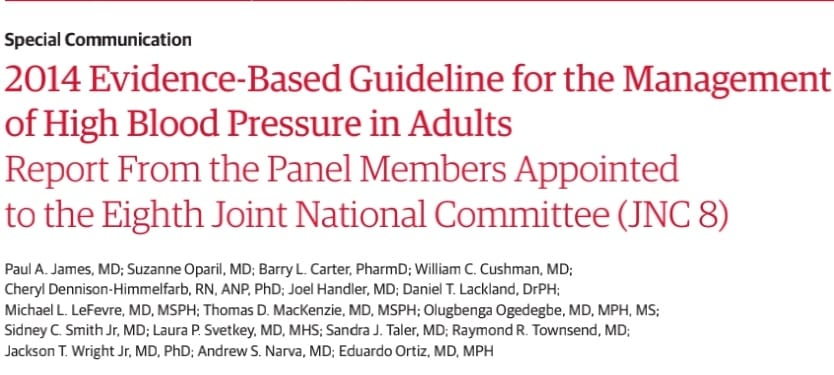 Special Communication
2014 Evidence-Based Guideline for the Management
of High Blood Pressure in Adults
Report From the Panel Members Appointed
to the Eighth Joint National Committee (JNC 8)
Paul A. James, MD; Suzanne Oparil, MD; Barry L. Carter, PharmD; William C. Cushman, MD;
Cheryl Dennison-Himmelfarb, RN, ANP, PhD; Joel Handler, MD; Daniel T. Lackland, DrPH;
Michael L. LeFevre, MD, MSPH; Thomas D. MacKenzie, MD, MSPH; Olugbenga Ogedegbe, MD, MPH, MS;
Sidney C. Smith Jr, MD; Laura P. Svetkey, MD, MHS; Sandra J. Taler, MD; Raymond R. Townsend, MD;
Jackson T. Wright Jr, MD, PhD; Andrew S. Narva, MD; Eduardo Ortiz, MD, MPH